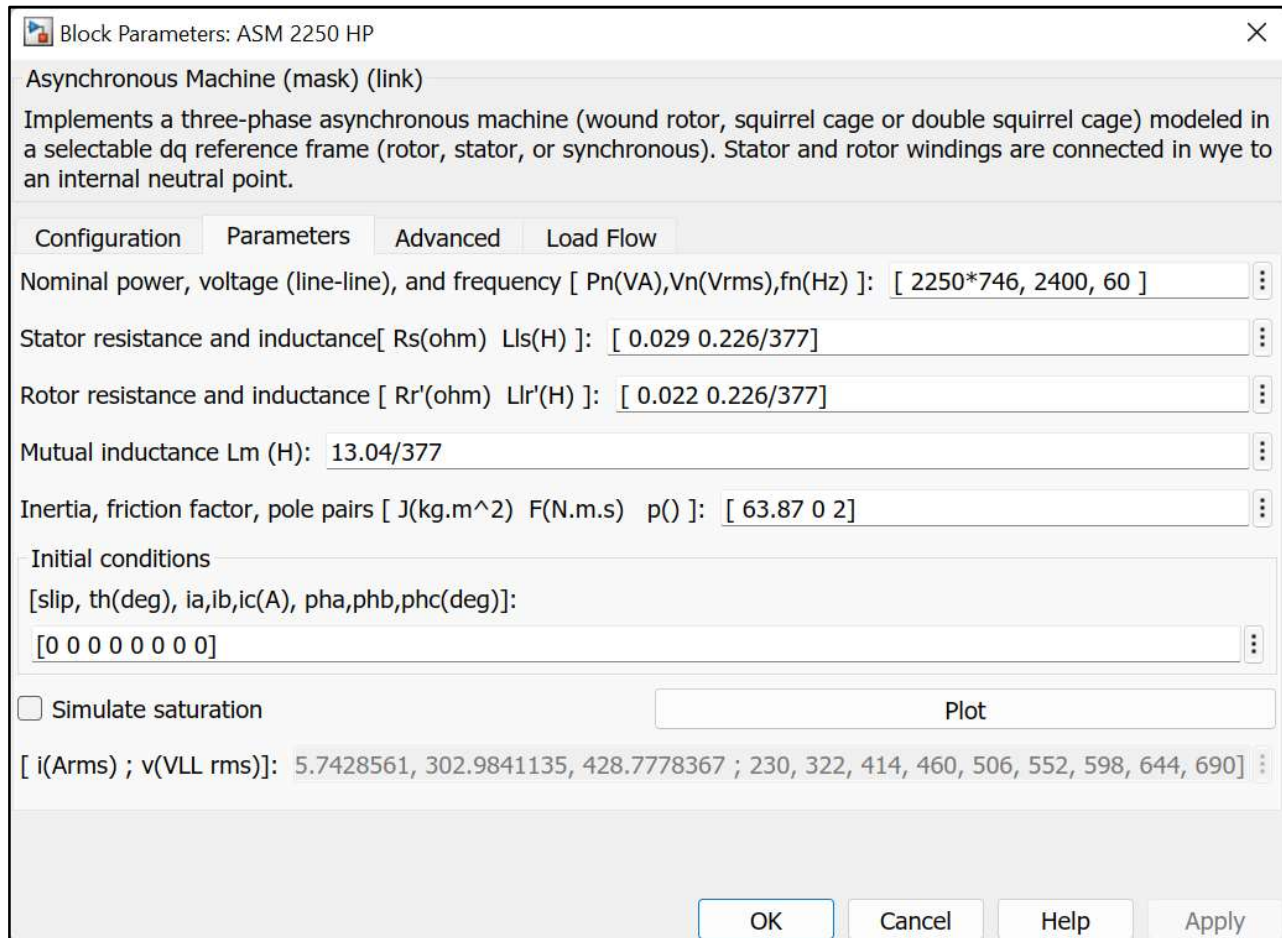 Block Parameters: ASM 2250 HP
Asynchronous Machine (mask) (link)
Implements a three-phase asynchronous machine (wound rotor, squirrel cage or double squirrel cage) modeled in
a selectable dq reference frame (rotor, stator, or synchronous). Stator and rotor windings are connected in wye to
an internal neutral point.
Configuration Parameters Advanced Load Flow
Nominal power, voltage (line-line), and frequency [ Pn(VA),Vn(Vrms),fn(Hz) ]: [ 2250*746, 2400, 60 ]
Stator resistance and inductance[ Rs(ohm) Lls(H) ]: [ 0.029 0.226/377]
Rotor resistance and inductance [ Rr'(ohm) Llr'(H) ]: [ 0.022 0.226/377]
Mutual inductance Lm (H): 13.04/377
Inertia, friction factor, pole pairs [ J(kg.m^2) F(N.m.s) p() ]: [ 63.87 0 2]
Initial conditions
[slip, th(deg), ia,ib,ic(A), pha,phb,phc(deg)]:
[0 0 0 0 0 0 0 0]
Simulate saturation Plot
[ i(Arms) ; v(VLL rms)]: 5.7428561, 302.9841135, 428.7778367 ; 230, 322, 414, 460, 506, 552, 598, 644, 690]
OK Cancel Help Apply